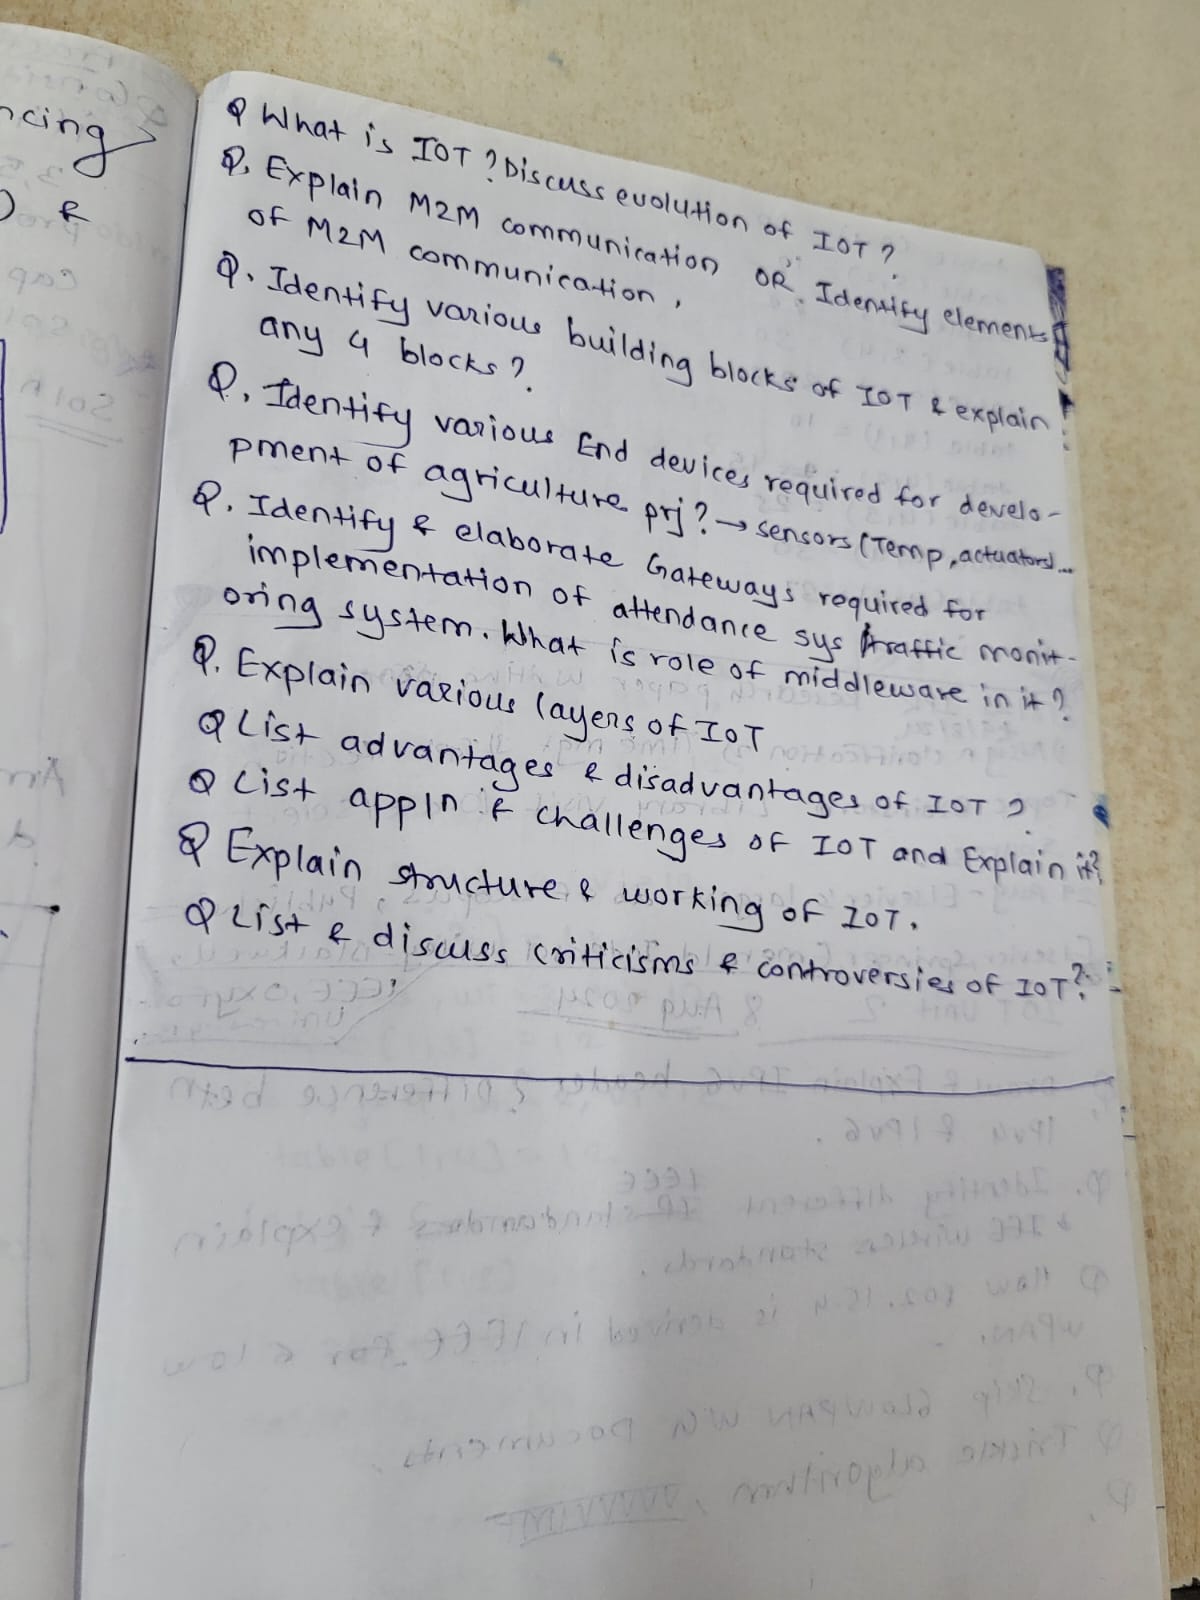 ncing
) &
Q What is IOT ? Discuss evolution of IOT ?
Q. Explain M2M communication OR Identify elements
of M2M communication.
Q. Identify various building blocks of IOT & explain
any 4 blocks ?
Q. Identify various End devices required for develo-
pment of agriculture prj ? → sensors (Temp, actuators)...
Q. Identify & elaborate Gateways required for
implementation of attendance sys traffic monit-
oring system. What is role of middleware in it ?
Q. Explain various layers of IOT
Q List advantages & disadvantages of IOT ?
Q List appln & challenges of IOT and Explain it?
Q Explain structure & working of IOT.
Q List & discuss criticisms & controversies of IOT?